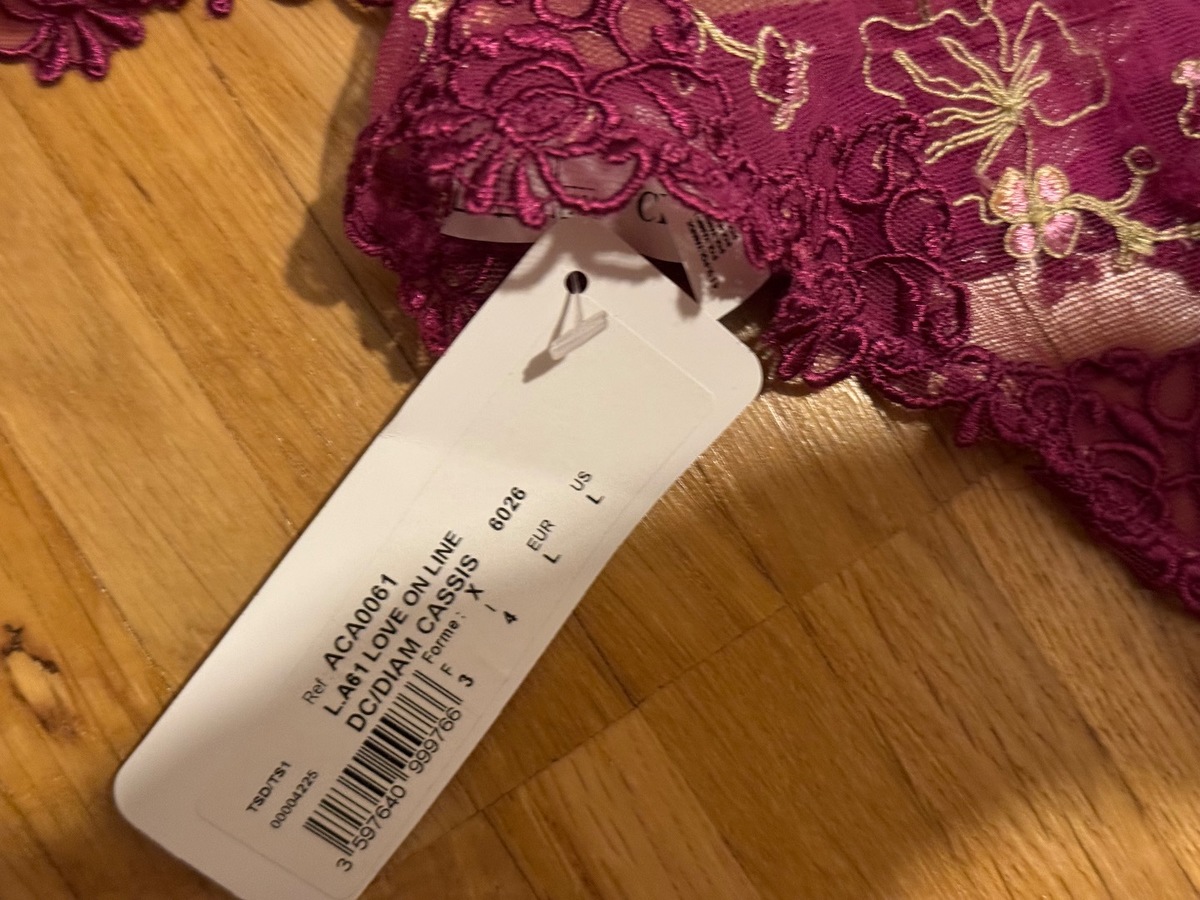 Ref ACA0061
L.A61 LOVE ON LINE
DC/DIAM CASSIS 6026
Forme: X
F I EUR US
3 4 L L
3 597640 999766
TSD/TS1
00004225